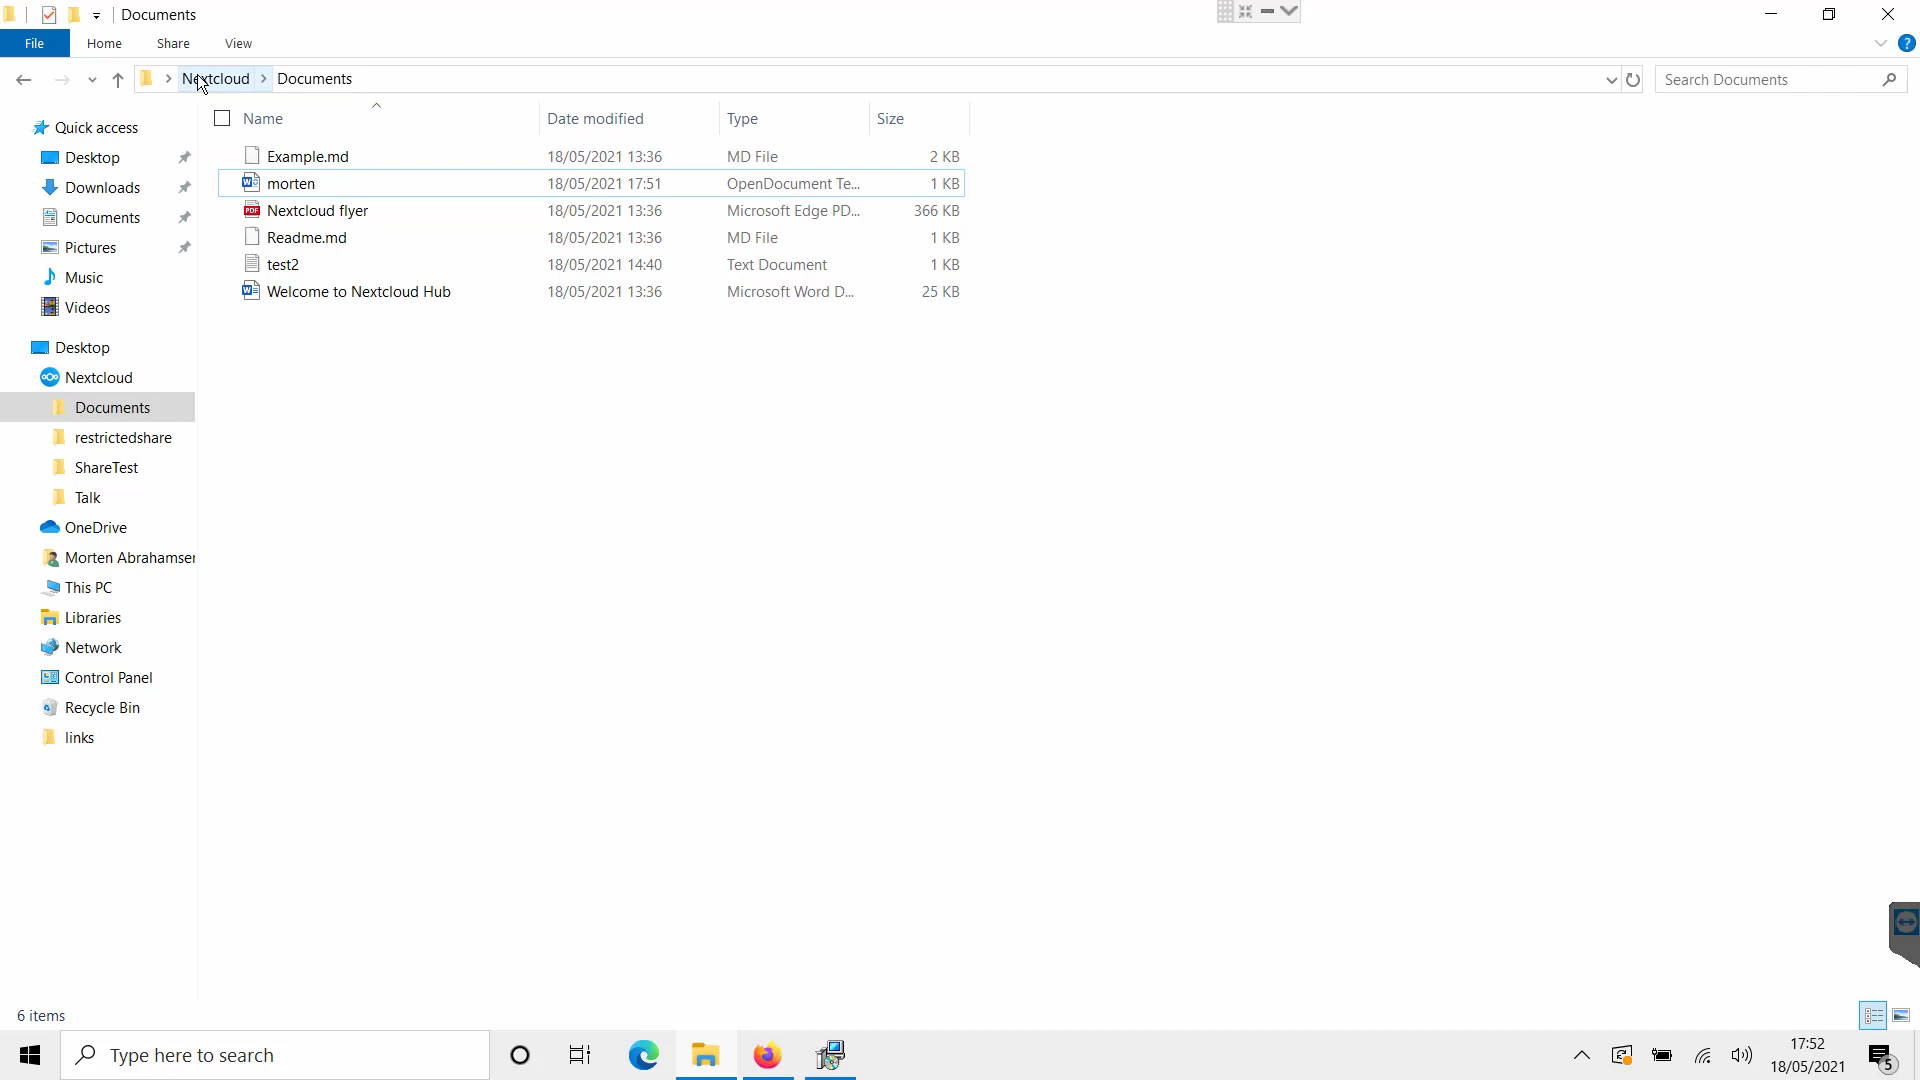 Documents
File Home Share View
Nextcloud Documents
Search Documents
Name Date modified Type Size
Quick access
Desktop
Downloads
Documents
Pictures
Music
Videos
Desktop
Nextcloud
Documents
restrictedshare
ShareTest
Talk
OneDrive
Morten Abrahamser
This PC
Libraries
Network
Control Panel
Recycle Bin
links
Example.md 18/05/2021 13:36 MD File 2 KB
morten 18/05/2021 17:51 OpenDocument Te... 1 KB
PDF Nextcloud flyer 18/05/2021 13:36 Microsoft Edge PD... 366 KB
Readme.md 18/05/2021 13:36 MD File 1 KB
test2 18/05/2021 14:40 Text Document 1 KB
Welcome to Nextcloud Hub 18/05/2021 13:36 Microsoft Word D... 25 KB
6 items
Type here to search
17:52
18/05/2021
5